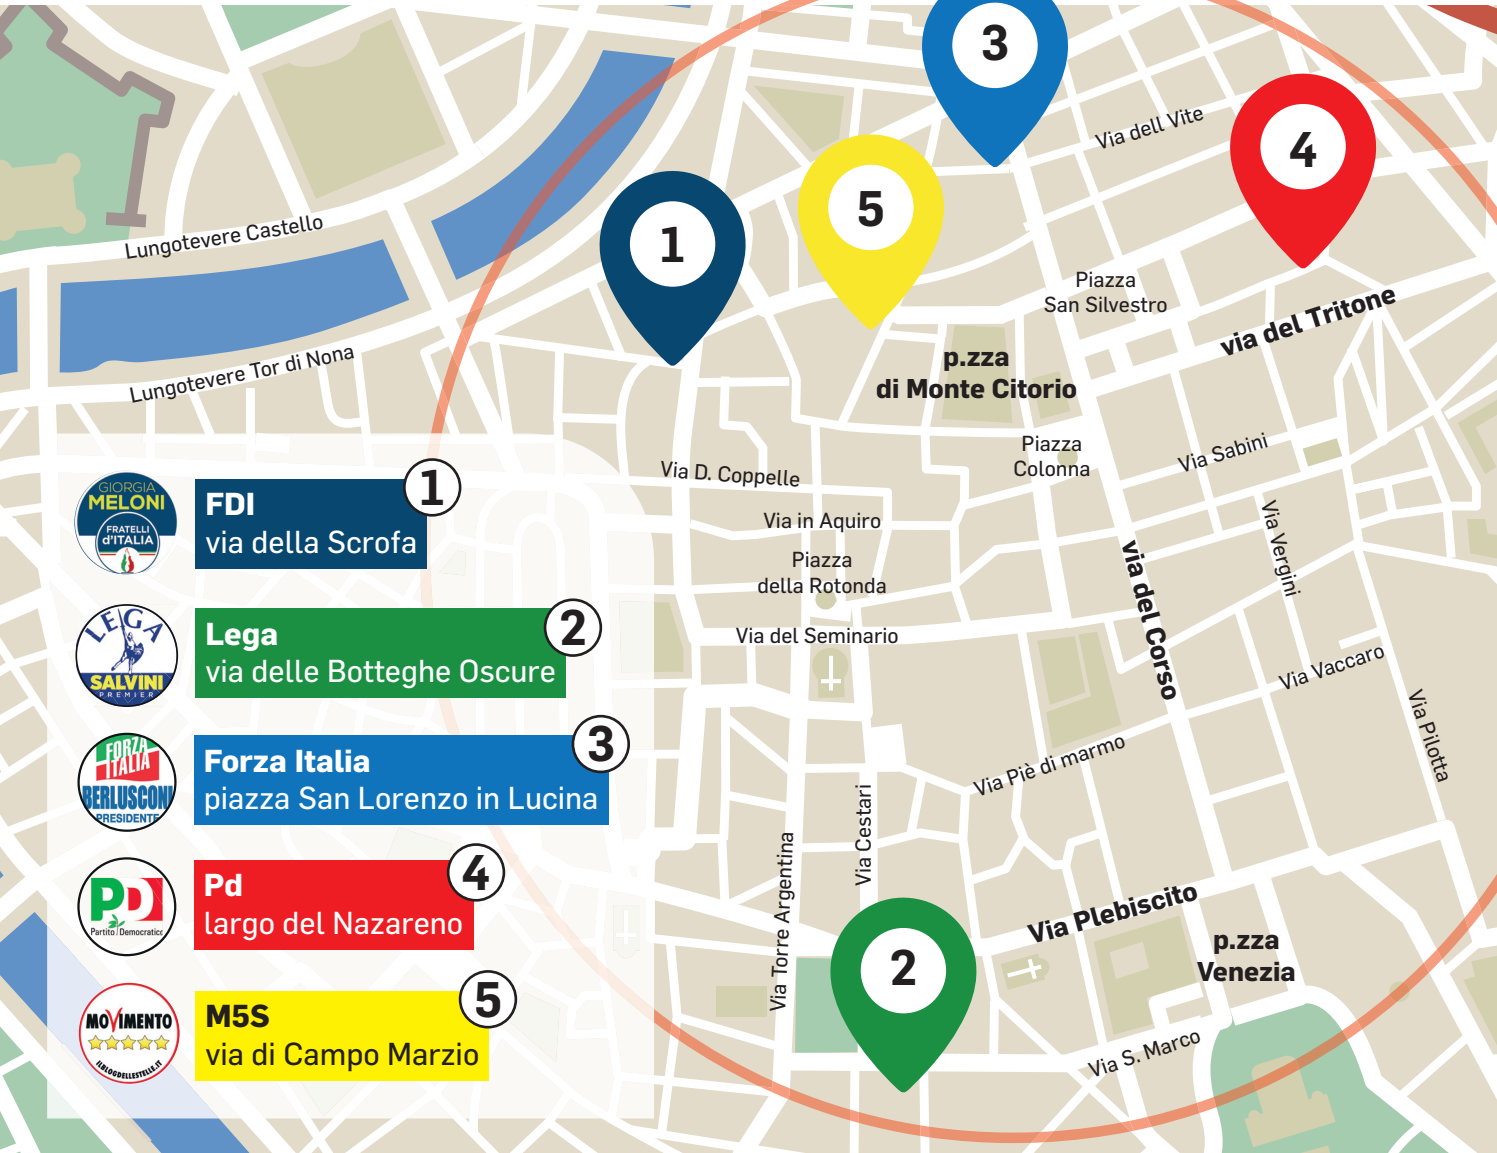 3
Via dell Vite
4
5
1
Lungotevere Castello
Piazza
San Silvestro
via del Tritone
p.zza
di Monte Citorio
Lungotevere Tor di Nona
Piazza
Colonna
Via Sabini
Via D. Coppelle
Via in Aquiro
Via Vergini
Piazza
della Rotonda
via del Corso
Via del Seminario
Via Vaccaro
Via Pilotta
Via Piè di marmo
Via Cestari
Via Torre Argentina
Via Plebiscito
p.zza
Venezia
2
Via S. Marco
GIORGIA
MELONI
FRATELLI
d'ITALIA
FDI
via della Scrofa
1
LEGA
SALVINI
PREMIER
Lega
via delle Botteghe Oscure
2
FORZA
ITALIA
BERLUSCONI
PRESIDENTE
Forza Italia
piazza San Lorenzo in Lucina
3
PD
Partito Democratico
Pd
largo del Nazareno
4
MOVIMENTO
ILBLOGDELLESTELLE.IT
M5S
via di Campo Marzio
5